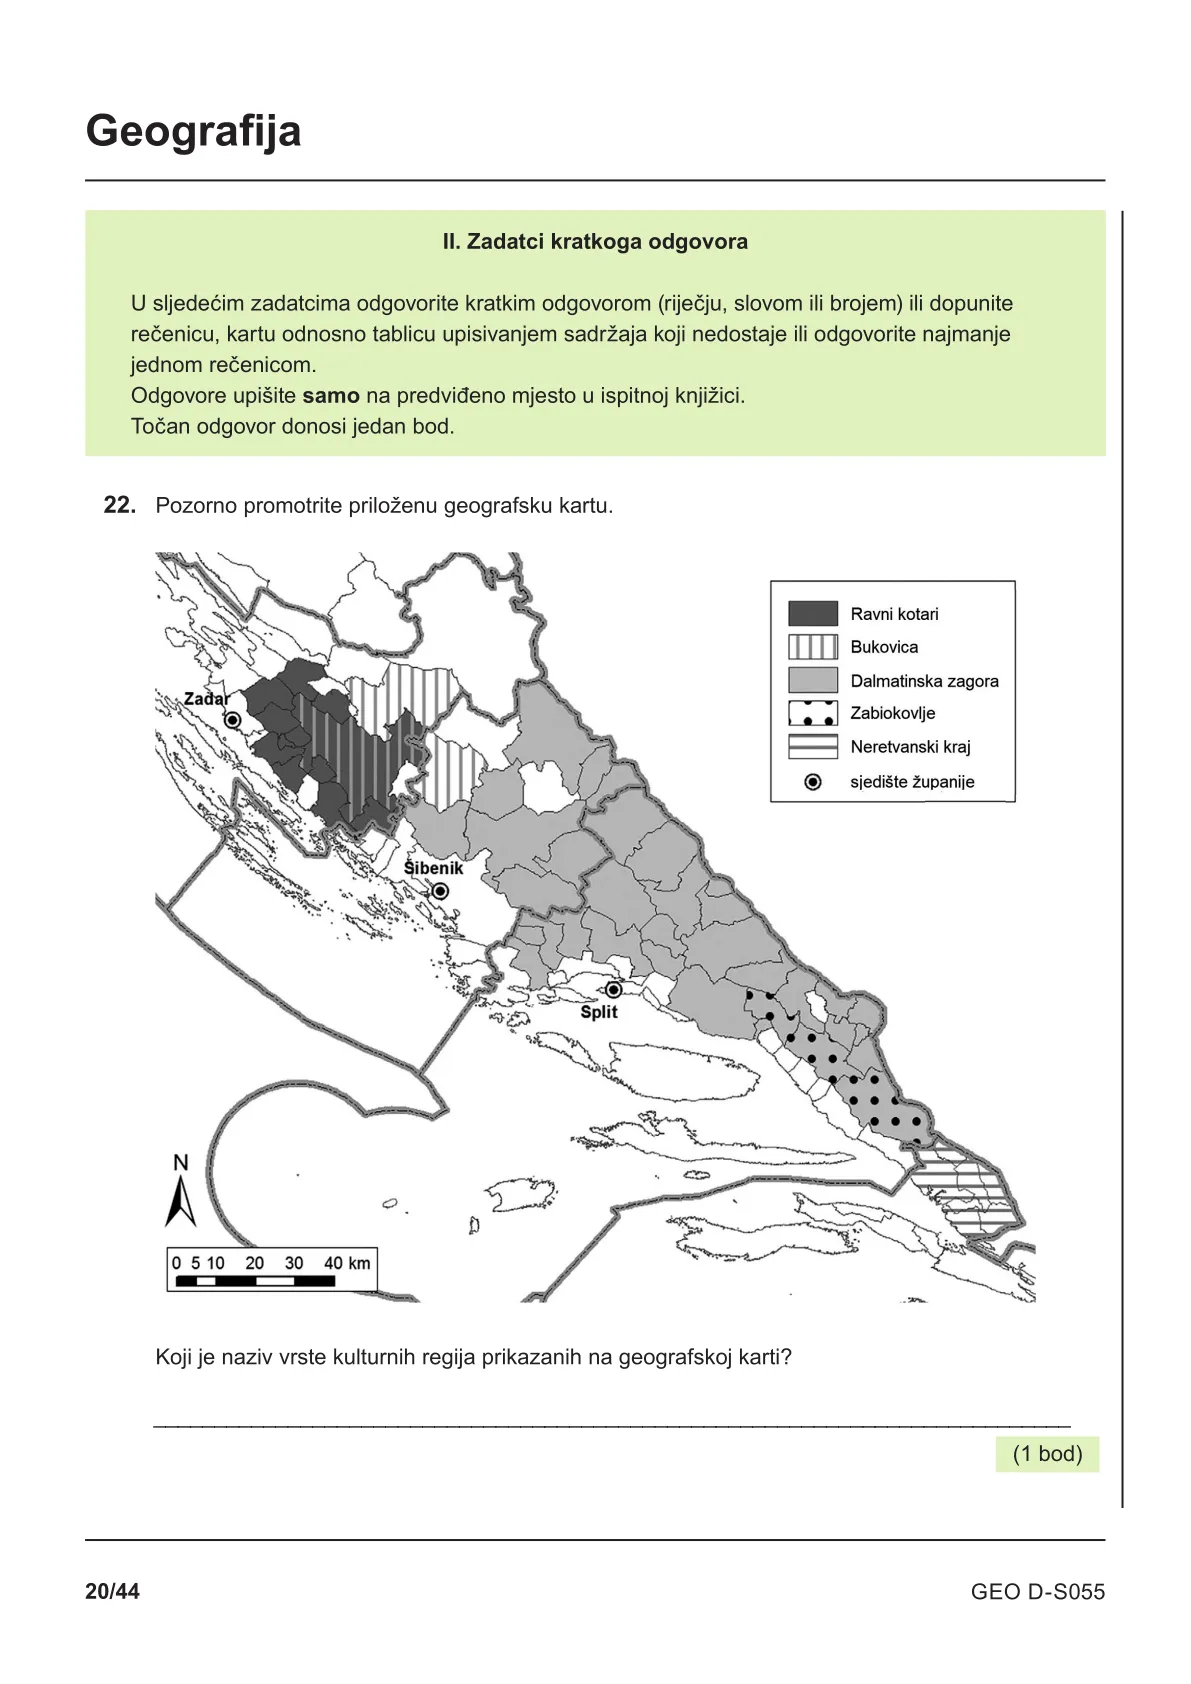 Geografija
II. Zadatci kratkoga odgovora
U sljedećim zadatcima odgovorite kratkim odgovorom (riječju, slovom ili brojem) ili dopunite
rečenicu, kartu odnosno tablicu upisivanjem sadržaja koji nedostaje ili odgovorite najmanje
jednom rečenicom.
Odgovore upišite samo na predviđeno mjesto u ispitnoj knjižici.
Točan odgovor donosi jedan bod.
22. Pozorno promotrite priloženu geografsku kartu.
Ravni kotari
Bukovica
Dalmatinska zagora
Zabiokovlje
Neretvanski kraj
sjedište županije
Zadar
Šibenik
Split
N
0 5 10 20 30 40 km
Koji je naziv vrste kulturnih regija prikazanih na geografskoj karti?
(1 bod)
20/44
GEO D-S055